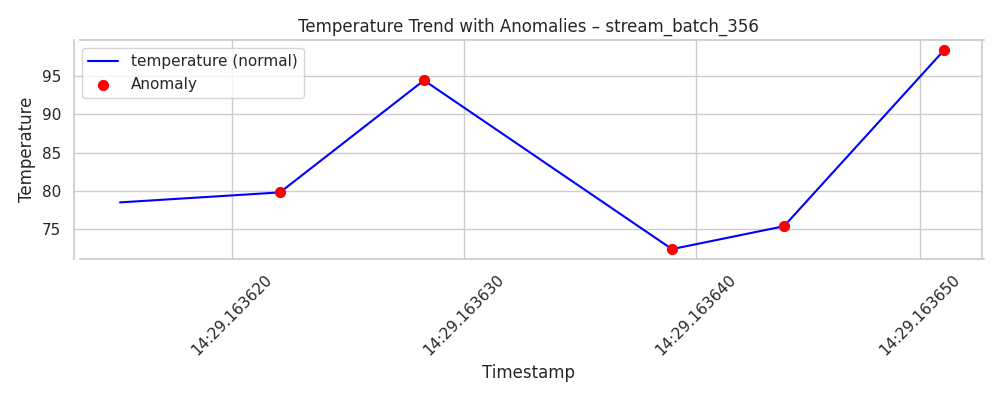 Temperature Trend with Anomalies – stream_batch_356
temperature (normal)
Anomaly
Temperature
95
90
85
80
75
14:29.163620
14:29.163630
14:29.163640
14:29.163650
Timestamp